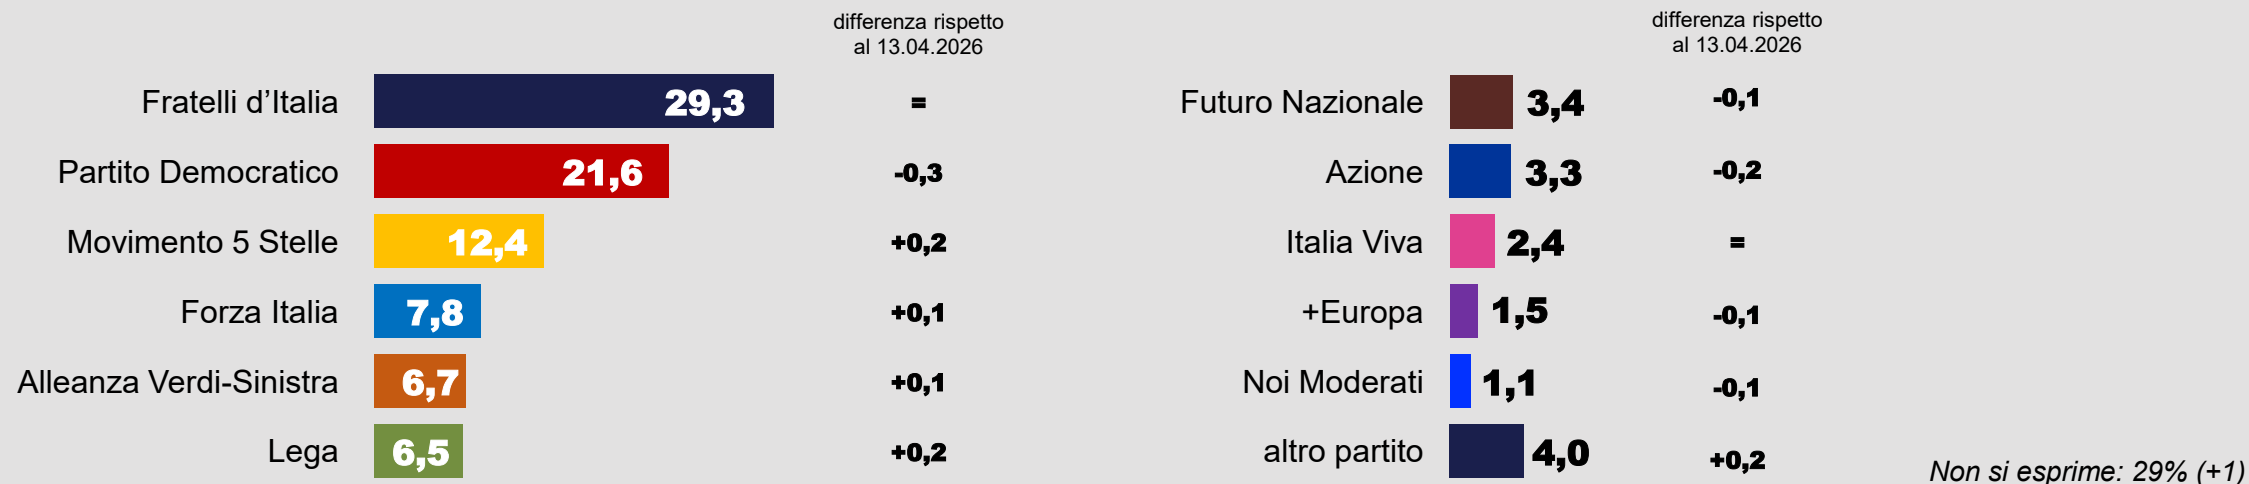 differenza rispetto
al 13.04.2026
Fratelli d’Italia 29,3 =
Partito Democratico 21,6 -0,3
Movimento 5 Stelle 12,4 +0,2
Forza Italia 7,8 +0,1
Alleanza Verdi-Sinistra 6,7 +0,1
Lega 6,5 +0,2
differenza rispetto
al 13.04.2026
Futuro Nazionale 3,4 -0,1
Azione 3,3 -0,2
Italia Viva 2,4 =
+Europa 1,5 -0,1
Noi Moderati 1,1 -0,1
altro partito 4,0 +0,2
Non si esprime: 29% (+1)